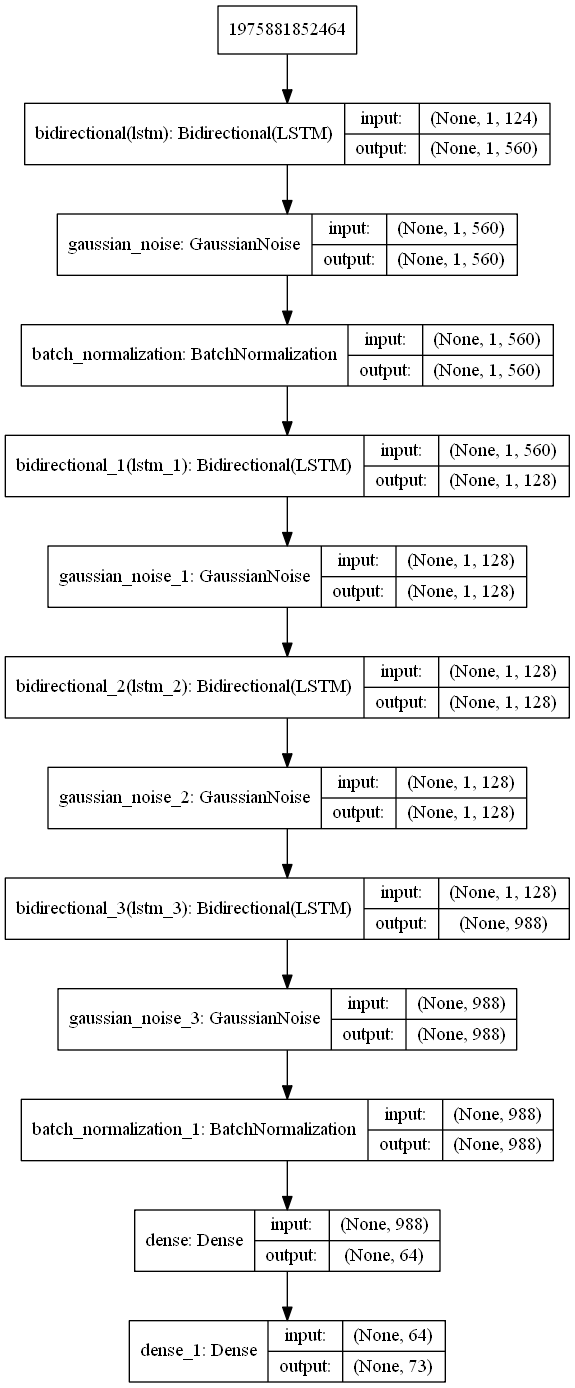 1975881852464
bidirectional(lstm): Bidirectional(LSTM)
input: (None, 1, 124)
output: (None, 1, 560)
gaussian_noise: GaussianNoise
input: (None, 1, 560)
output: (None, 1, 560)
batch_normalization: BatchNormalization
input: (None, 1, 560)
output: (None, 1, 560)
bidirectional_1(lstm_1): Bidirectional(LSTM)
input: (None, 1, 560)
output: (None, 1, 128)
gaussian_noise_1: GaussianNoise
input: (None, 1, 128)
output: (None, 1, 128)
bidirectional_2(lstm_2): Bidirectional(LSTM)
input: (None, 1, 128)
output: (None, 1, 128)
gaussian_noise_2: GaussianNoise
input: (None, 1, 128)
output: (None, 1, 128)
bidirectional_3(lstm_3): Bidirectional(LSTM)
input: (None, 1, 128)
output: (None, 988)
gaussian_noise_3: GaussianNoise
input: (None, 988)
output: (None, 988)
batch_normalization_1: BatchNormalization
input: (None, 988)
output: (None, 988)
dense: Dense
input: (None, 988)
output: (None, 64)
dense_1: Dense
input: (None, 64)
output: (None, 73)